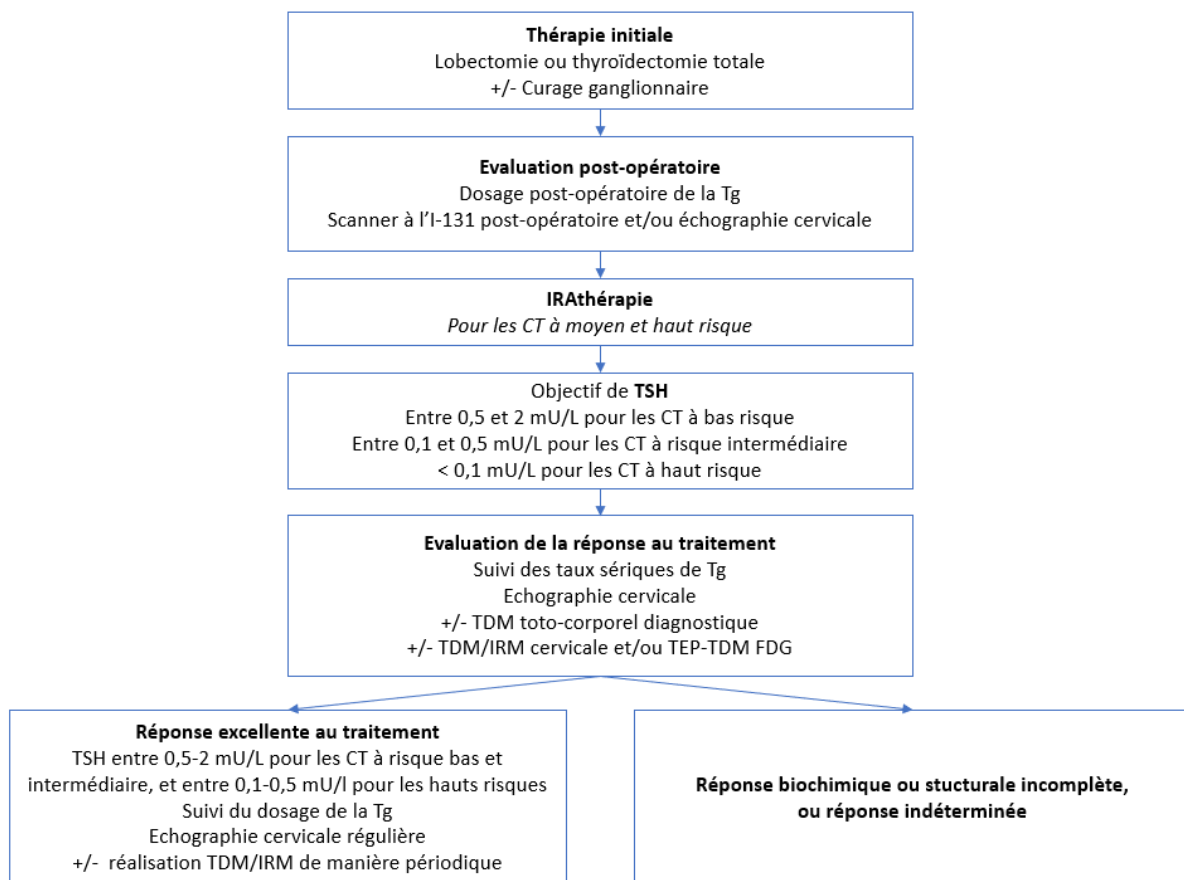 Thérapie initiale
Lobectomie ou thyroïdectomie totale
+/- Curage ganglionnaire
Evaluation post-opératoire
Dosage post-opératoire de la Tg
Scanner à l'I-131 post-opératoire et/ou échographie cervicale
IRAthérapie
Pour les CT à moyen et haut risque
Objectif de TSH
Entre 0,5 et 2 mU/L pour les CT à bas risque
Entre 0,1 et 0,5 mU/L pour les CT à risque intermédiaire
< 0,1 mU/L pour les CT à haut risque
Evaluation de la réponse au traitement
Suivi des taux sériques de Tg
Echographie cervicale
+/- TDM toto-corporel diagnostique
+/- TDM/IRM cervicale et/ou TEP-TDM FDG
Réponse excellente au traitement
TSH entre 0,5-2 mU/L pour les CT à risque bas et
intermédiaire, et entre 0,1-0,5 mU/l pour les hauts risques
Suivi du dosage de la Tg
Echographie cervicale régulière
+/- réalisation TDM/IRM de manière périodique
Réponse biochimique ou stucturale incomplète,
ou réponse indéterminée